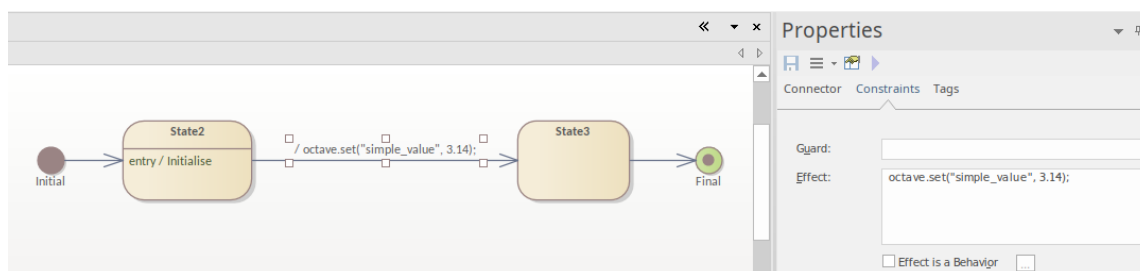 Properties
Connector Constraints Tags
State2
entry / Initialise
/ octave.set("simple_value", 3.14);
State3
Initial
Final
Guard:
Effect:
octave.set("simple_value", 3.14);
Effect is a Behavior ...